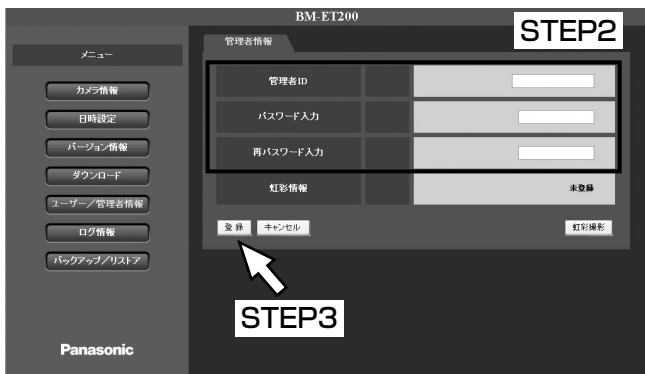 BM-ET200
メニュー
カメラ情報
日時設定
バージョン情報
ダウンロード
ユーザー/管理者情報
ログ情報
バックアップ/リストア
Panasonic
管理者情報
STEP2
管理者ID
パスワード入力
再パスワード入力
虹彩情報 未登録
登録 キャンセル 虹彩撮影
STEP3